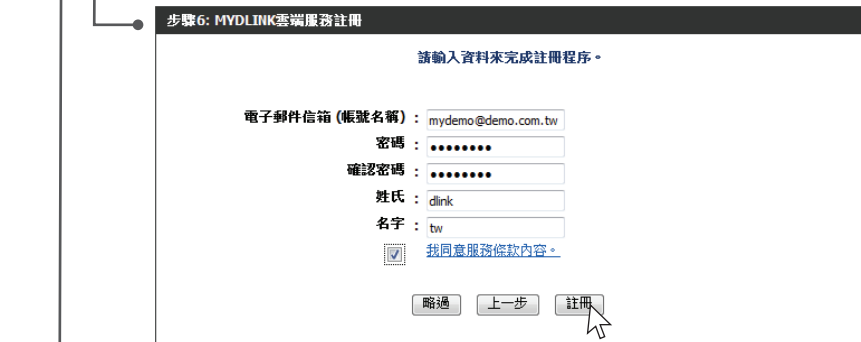 步驟6: MYDLINK雲端服務註冊
請輸入資料來完成註冊程序。
電子郵件信箱 (帳號名稱) : mydemo@demo.com.tw
密碼 : ••••••••
確認密碼 : ••••••••
姓氏 : dlink
名字 : tw
我同意服務條款內容。
略過 上一步 註冊